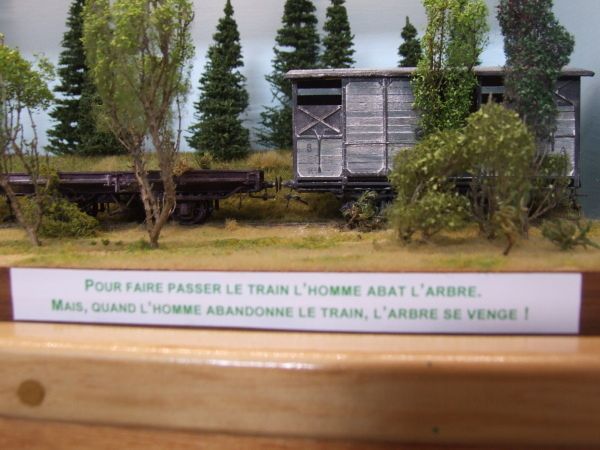 POUR FAIRE PASSER LE TRAIN L'HOMME ABAT L'ARBRE.
MAIS, QUAND L'HOMME ABANDONNE LE TRAIN, L'ARBRE SE VENGE !